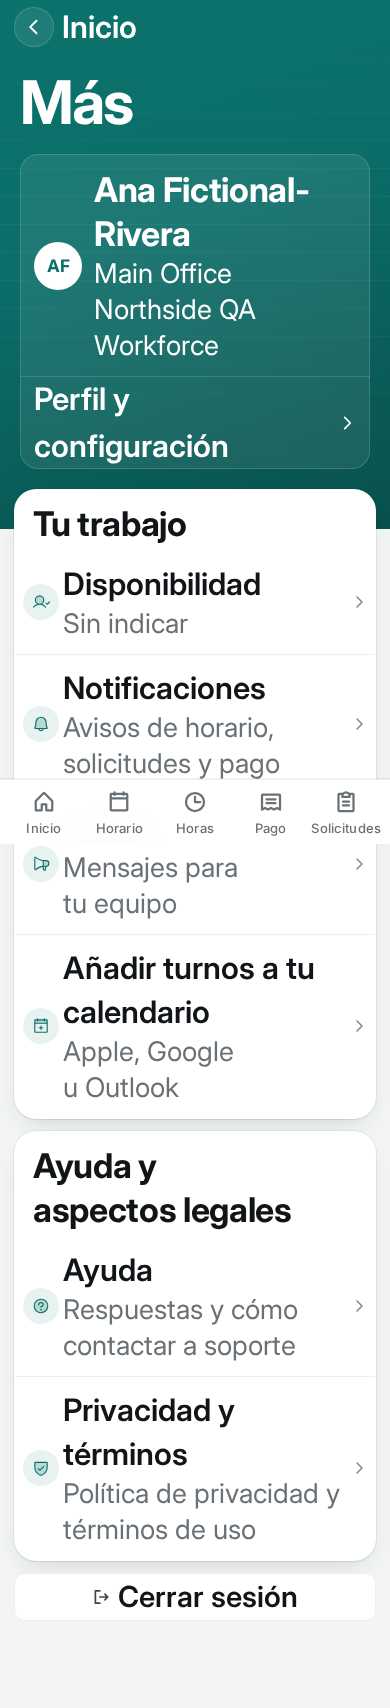 Inicio
Más
Ana Fictional-
Rivera
AF
Main Office
Northside QA
Workforce
Perfil y
configuración
Tu trabajo
Disponibilidad
Sin indicar
Notificaciones
Avisos de horario,
solicitudes y pago
Inicio
Horario
Horas
Pago
Solicitudes
Mensajes para
tu equipo
Añadir turnos a tu
calendario
Apple, Google
u Outlook
Ayuda y
aspectos legales
Ayuda
Respuestas y cómo
contactar a soporte
Privacidad y
términos
Política de privacidad y
términos de uso
Cerrar sesión